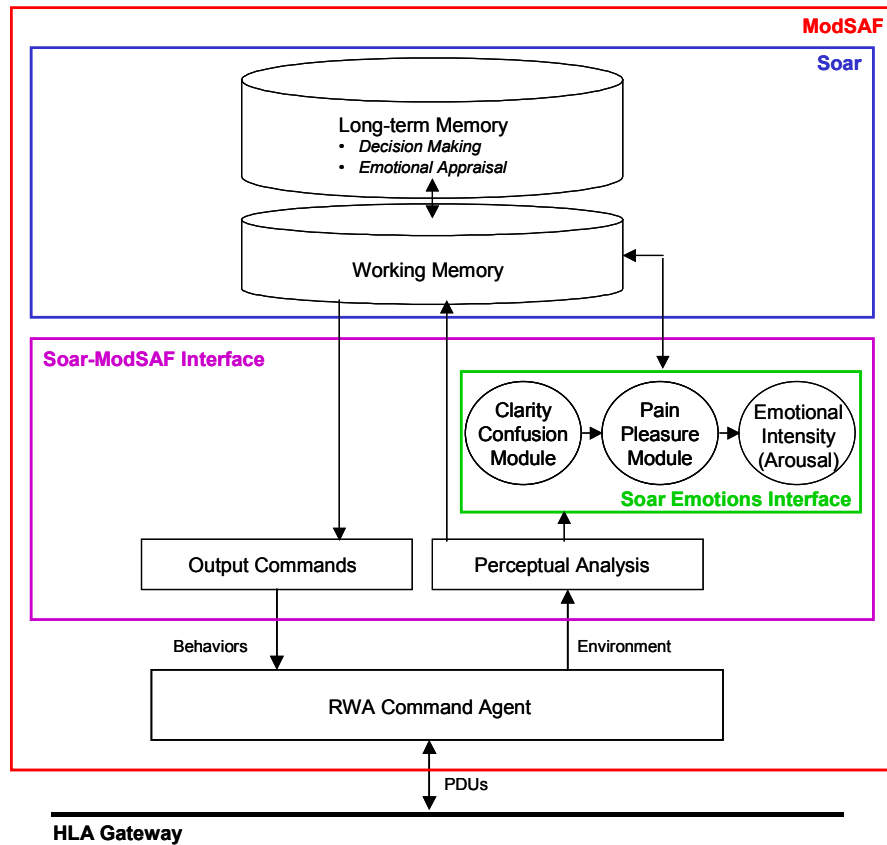 ModSAF
Soar
Long-term Memory
• Decision Making
• Emotional Appraisal
Working Memory
Soar-ModSAF Interface
Clarity
Confusion
Module
Pain
Pleasure
Module
Emotional
Intensity
(Arousal)
Soar Emotions Interface
Output Commands
Perceptual Analysis
Behaviors
Environment
RWA Command Agent
PDUs
HLA Gateway